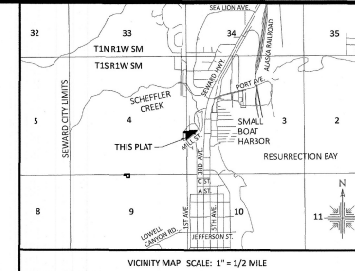 SEA LION AVE.
32
33
34
35
T1NR1W SM
T1SR1W SM
SEWARD CITY LIMITS
SEWARD HWY.
ALASKA RAILROAD
PORT AVE.
SCHEFFLER
CREEK
5
4
3
2
SMALL
BOAT
HARBOR
THIS PLAT
MILL ST.
3RD AVE.
RESURRECTION BAY
C ST.
A ST.
8
9
10
11
N
1ST AVE.
5TH AVE.
LOWELL
CANYON RD.
JEFFERSON ST.
VICINITY MAP SCALE: 1" = 1/2 MILE